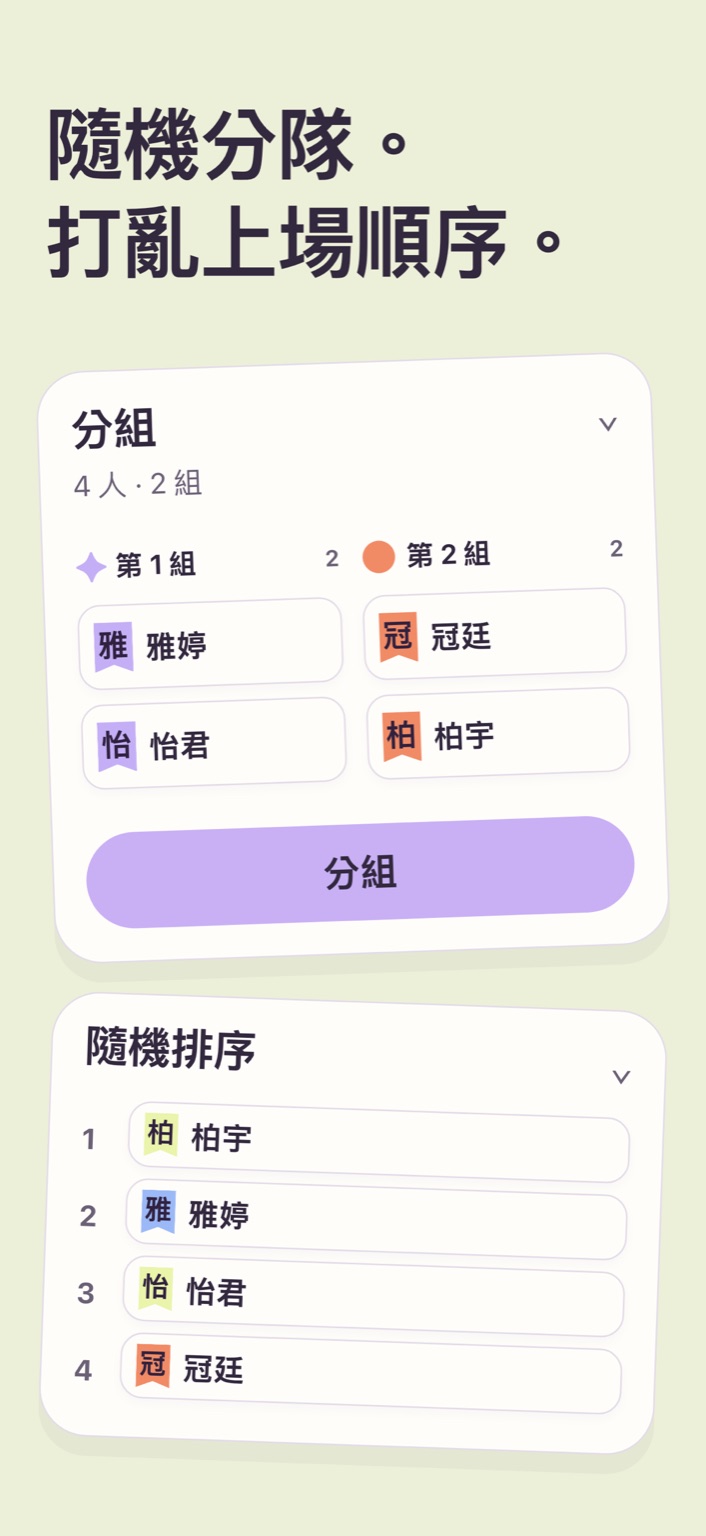 隨機分隊。
打亂上場順序。
分組
4 人 · 2 組
第 1 組 2
第 2 組 2
雅 雅婷
冠 冠廷
怡 怡君
柏 柏宇
分組
隨機排序
1 柏 柏宇
2 雅 雅婷
3 怡 怡君
4 冠 冠廷